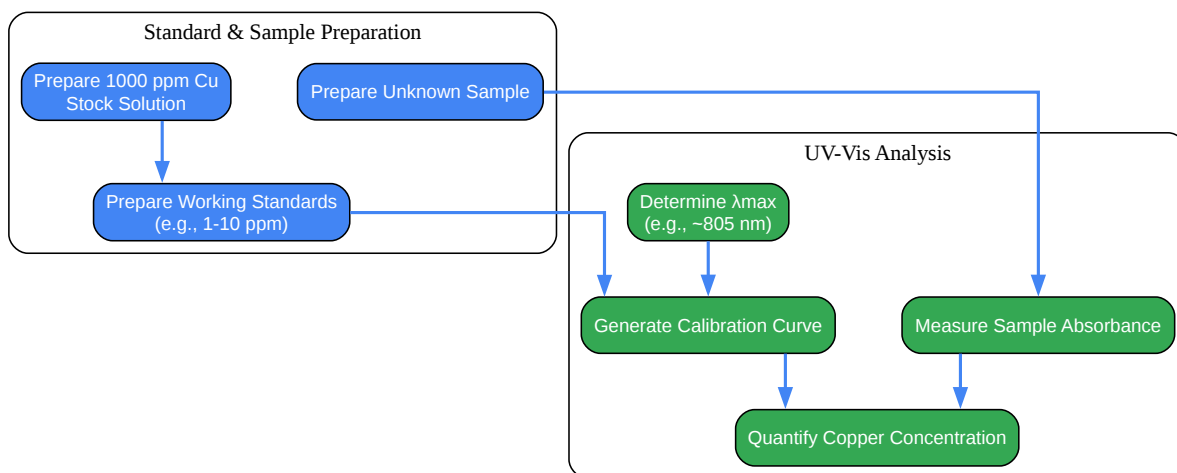 Standard & Sample Preparation
Prepare 1000 ppm Cu
Stock Solution
Prepare Unknown Sample
Prepare Working Standards
(e.g., 1-10 ppm)
UV-Vis Analysis
Determine λmax
(e.g., ~805 nm)
Generate Calibration Curve
Measure Sample Absorbance
Quantify Copper Concentration